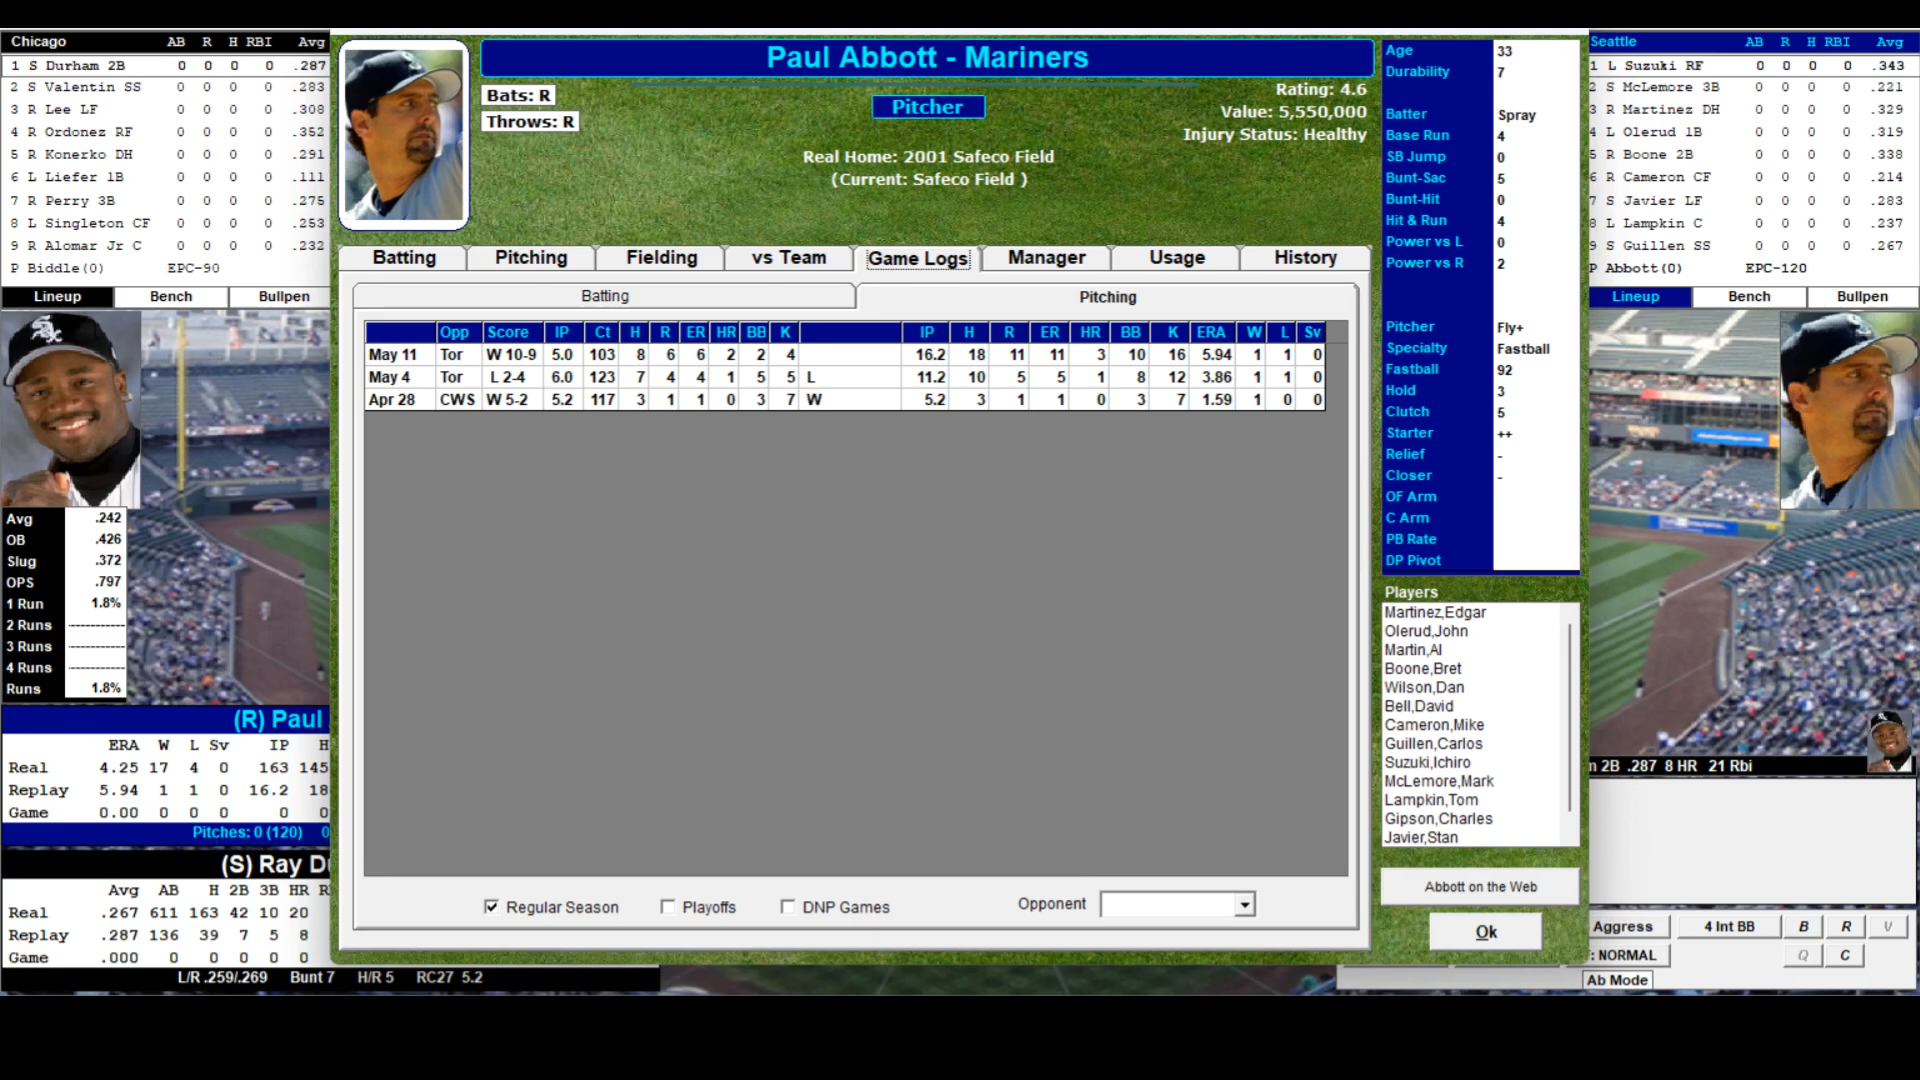 Chicago AB R H RBI Avg
1 S Durham 2B 0 0 0 0 .287
2 S Valentin SS 0 0 0 0 .283
3 R Lee LF 0 0 0 0 .308
4 R Ordonez RF 0 0 0 0 .352
5 R Konerko DH 0 0 0 0 .291
6 L Liefer 1B 0 0 0 0 .111
7 R Perry 3B 0 0 0 0 .275
8 L Singleton CF 0 0 0 0 .253
9 R Alomar Jr C 0 0 0 0 .232
P Biddle(0) EPC-90
Lineup Bench Bullpen
Avg .242
OB .426
Slug .372
OPS .797
1 Run 1.8%
2 Runs ------------
3 Runs ------------
4 Runs ------------
Runs 1.8%
(R) Paul
ERA W L Sv IP H
Real 4.25 17 4 0 163 145
Replay 5.94 1 1 0 16.2 18
Game 0.00 0 0 0 0 0
Pitches: 0 (120) 0
(S) Ray D
Avg AB H 2B 3B HR R
Real .267 611 163 42 10 20
Replay .287 136 39 7 5 8
Game .000 0 0 0 0 0
L/R .259/.269 Bunt 7 H/R 5 RC27 5.2
Paul Abbott - Mariners
Bats: R
Throws: R
Pitcher
Rating: 4.6
Value: 5,550,000
Injury Status: Healthy
Real Home: 2001 Safeco Field
(Current: Safeco Field )
Batting Pitching Fielding vs Team Game Logs Manager Usage History
Batting Pitching
Opp Score IP Ct H R ER HR BB K IP H R ER HR BB K ERA W L Sv
May 11 Tor W 10-9 5.0 103 8 6 6 2 2 4 16.2 18 11 11 3 10 16 5.94 1 1 0
May 4 Tor L 2-4 6.0 123 7 4 4 1 5 5 L 11.2 10 5 5 1 8 12 3.86 1 1 0
Apr 28 CWS W 5-2 5.2 117 3 1 1 0 3 7 W 5.2 3 1 1 0 3 7 1.59 1 0 0
Regular Season Playoffs DNP Games Opponent
Age 33
Durability 7
Batter Spray
Base Run 4
SB Jump 0
Bunt-Sac 5
Bunt-Hit 0
Hit & Run 4
Power vs L 0
Power vs R 2
Pitcher Fly+
Specialty Fastball
Fastball 92
Hold 3
Clutch 5
Starter ++
Relief -
Closer -
OF Arm
C Arm
PB Rate
DP Pivot
Players
Martinez,Edgar
Olerud,John
Martin,Al
Boone,Bret
Wilson,Dan
Bell,David
Cameron,Mike
Guillen,Carlos
Suzuki,Ichiro
McLemore,Mark
Lampkin,Tom
Gipson,Charles
Javier,Stan
Abbott on the Web
Ok
Seattle AB R H RBI Avg
1 L Suzuki RF 0 0 0 0 .343
2 S McLemore 3B 0 0 0 0 .221
3 R Martinez DH 0 0 0 0 .329
4 L Olerud 1B 0 0 0 0 .319
5 R Boone 2B 0 0 0 0 .338
6 R Cameron CF 0 0 0 0 .214
7 S Javier LF 0 0 0 0 .283
8 L Lampkin C 0 0 0 0 .237
9 S Guillen SS 0 0 0 0 .267
P Abbott(0) EPC-120
Lineup Bench Bullpen
n 2B .287 8 HR 21 Rbi
Aggress 4 Int BB B R V
: NORMAL Q C
Ab Mode